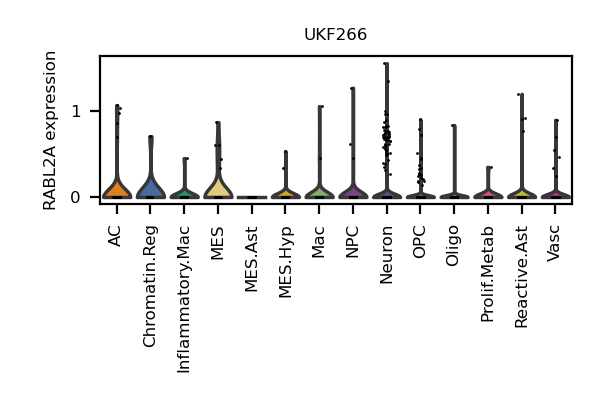 UKF266
RABL2A expression
1
0
AC
Chromatin.Reg
Inflammatory.Mac
MES
MES.Ast
MES.Hyp
Mac
NPC
Neuron
OPC
Oligo
Prolif.Metab
Reactive.Ast
Vasc